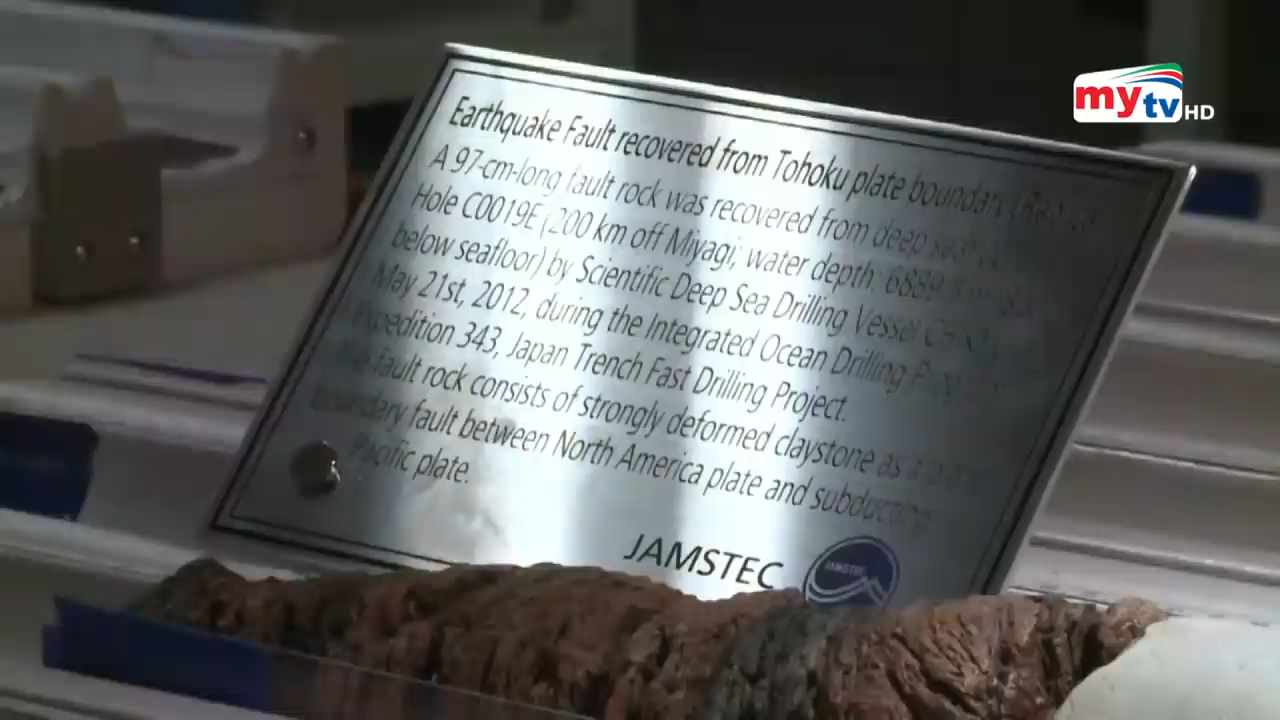 mytv HD
Earthquake Fault recovered from Tohoku plate boundary
A 97-cm-long fault rock was recovered from deep
Hole C0019E (200 km off Miyagi; water depth: 6889
below seafloor) by Scientific Deep Sea Drilling Vessel
May 21st, 2012, during the Integrated Ocean Drilling
Expedition 343, Japan Trench Fast Drilling Project.
fault rock consists of strongly deformed claystone as a
boundary fault between North America plate and subducting
Pacific plate.
JAMSTEC
JAMSTEC